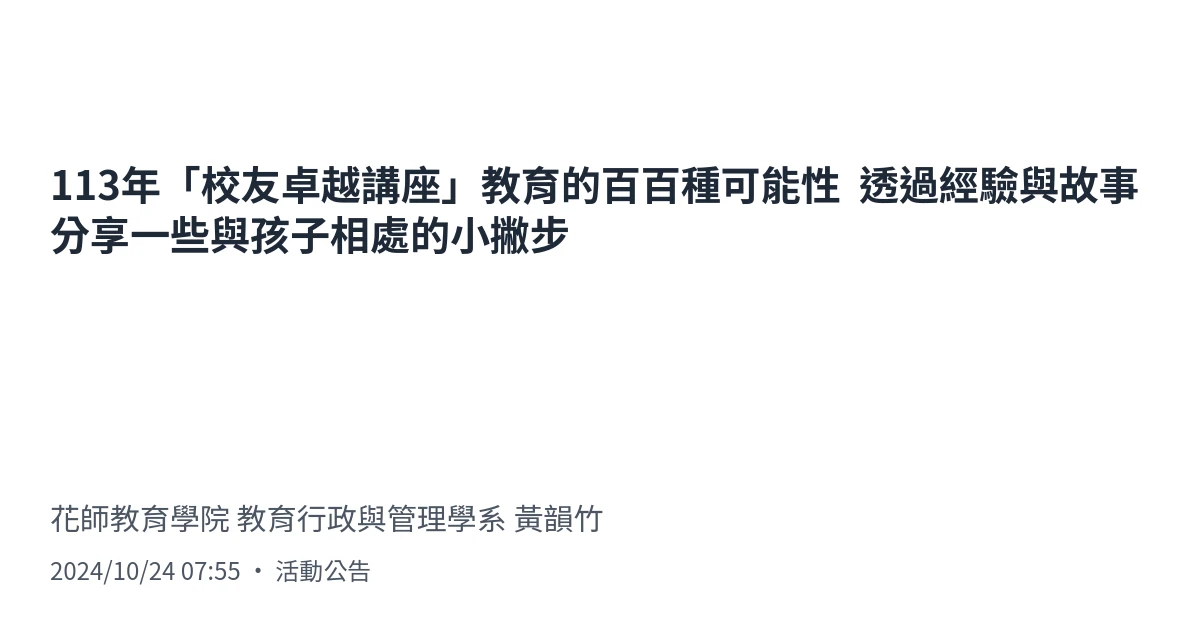 113年「校友卓越講座」教育的百百種可能性  透過經驗與故事
分享一些與孩子相處的小撇步
花師教育學院 教育行政與管理學系 黃韻竹
2024/10/24 07:55 • 活動公告